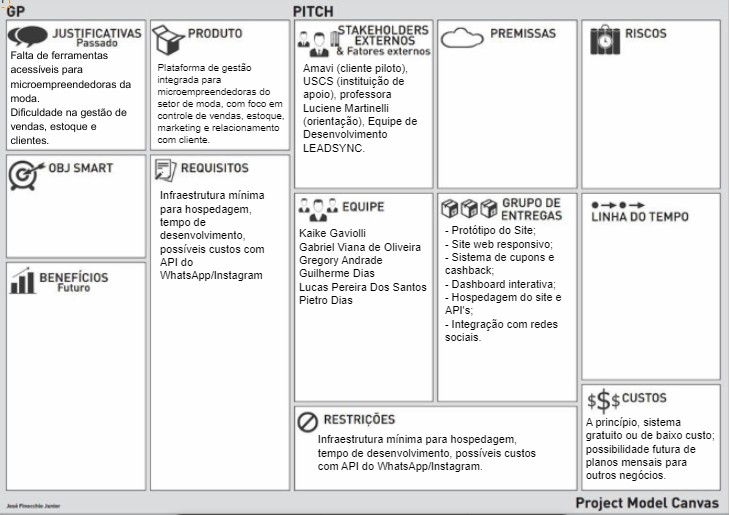 GP
PITCH
JUSTIFICATIVAS
Passado
Falta de ferramentas
acessíveis para
microempreendedoras da
moda.
Dificuldade na gestão de
vendas, estoque e
clientes.
PRODUTO
Plataforma de gestão
integrada para
microempreendedoras do
setor de moda, com foco em
controle de vendas, estoque,
marketing e relacionamento
com cliente.
STAKEHOLDERS
EXTERNOS
& Fatores externos
Amavi (cliente piloto),
USCS (instituição de
apoio), professora
Luciene Martinelli
(orientação), Equipe de
Desenvolvimento
LEADSYNC.
PREMISSAS
RISCOS
OBJ SMART
REQUISITOS
Infraestrutura mínima
para hospedagem,
tempo de
desenvolvimento,
possíveis custos com
API do
WhatsApp/Instagram
EQUIPE
Kaike Gaviolli
Gabriel Viana de Oliveira
Gregory Andrade
Guilherme Dias
Lucas Pereira Dos Santos
Pietro Dias
GRUPO DE
ENTREGAS
- Protótipo do Site;
- Site web responsivo;
- Sistema de cupons e
cashback;
- Dashboard interativa;
- Hospedagem do site e
API's;
- Integração com redes
sociais.
LINHA DO TEMPO
BENEFÍCIOS
Futuro
RESTRIÇÕES
Infraestrutura mínima para hospedagem,
tempo de desenvolvimento, possíveis custos
com API do WhatsApp/Instagram.
$$$ CUSTOS
A princípio, sistema
gratuito ou de baixo custo;
possibilidade futura de
planos mensais para
outros negócios.
José Finocchio Junior
Project Model Canvas